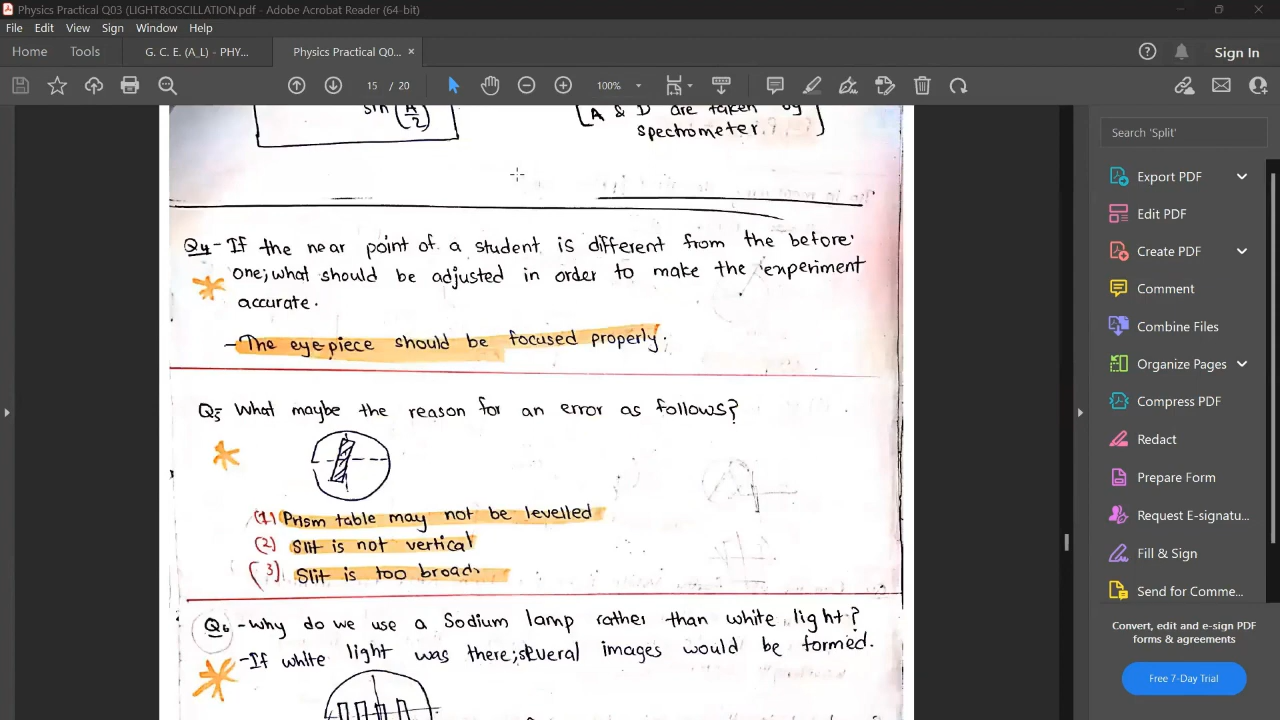 Physics Practical Q03 (LIGHT&OSCILLATION.pdf - Adobe Acrobat Reader (64-bit)
File Edit View Sign Window Help
Home Tools G. C. E. (A_L) - PHY... Physics Practical Q0... × Sign In
15 / 20 100%
sin (A/2)
[A & D are taken by
spectrometer.]
Q4 - If the near point of a student is different from the before
one; what should be adjusted in order to make the experiment
accurate.
- The eyepiece should be focused properly.
Q5 - What maybe the reason for an error as follows?
(1) Prism table may not be levelled
(2) Slit is not vertical
(3) Slit is too broad
Q6 - Why do we use a Sodium lamp rather than white light?
- If white light was there; several images would be formed.
Search 'Split'
Export PDF
Edit PDF
Create PDF
Comment
Combine Files
Organize Pages
Compress PDF
Redact
Prepare Form
Request E-signatu...
Fill & Sign
Send for Comme...
Convert, edit and e-sign PDF
forms & agreements
Free 7-Day Trial